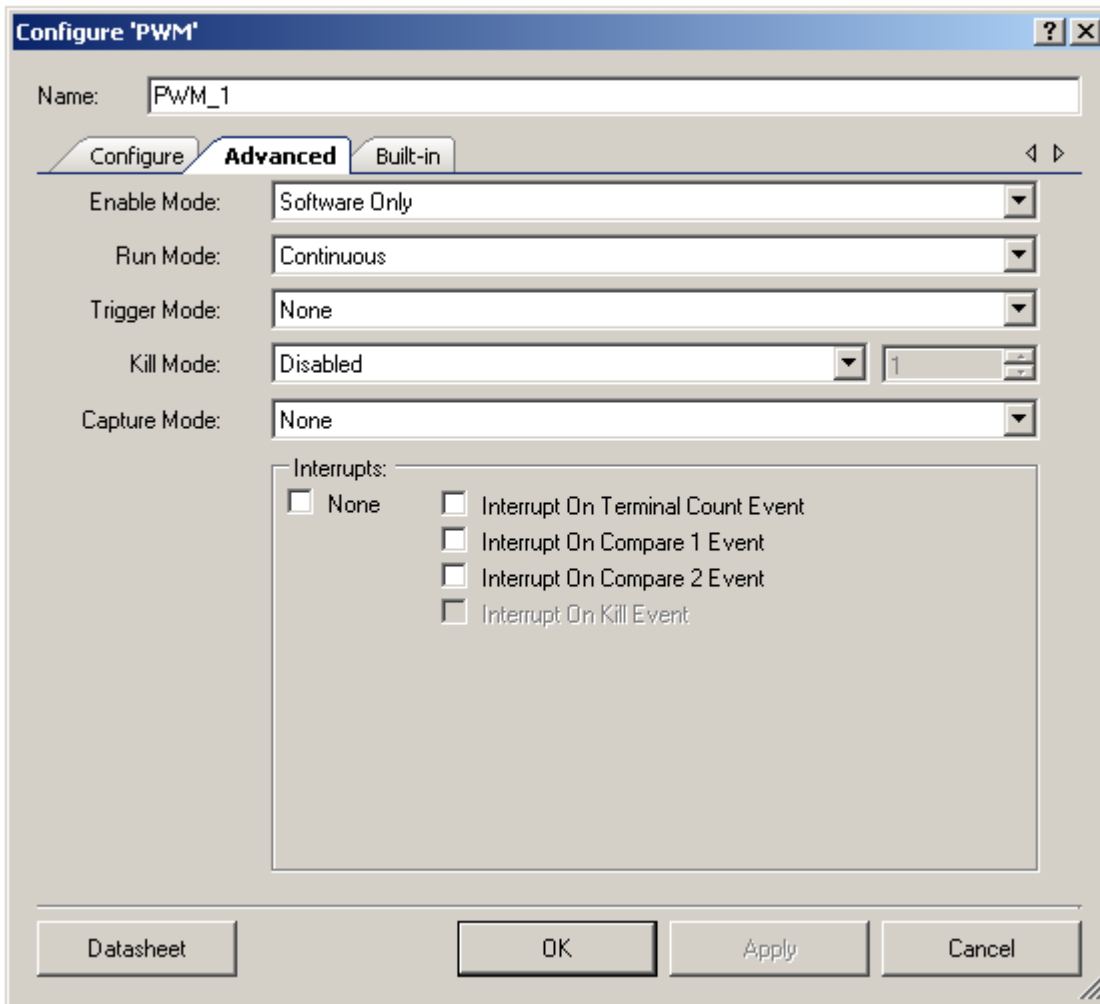 Configure 'PWM'
Name: PWM_1
Configure Advanced Built-in
Enable Mode: Software Only
Run Mode: Continuous
Trigger Mode: None
Kill Mode: Disabled 1
Capture Mode: None
Interrupts:
None Interrupt On Terminal Count Event
Interrupt On Compare 1 Event
Interrupt On Compare 2 Event
Interrupt On Kill Event
Datasheet OK Apply Cancel